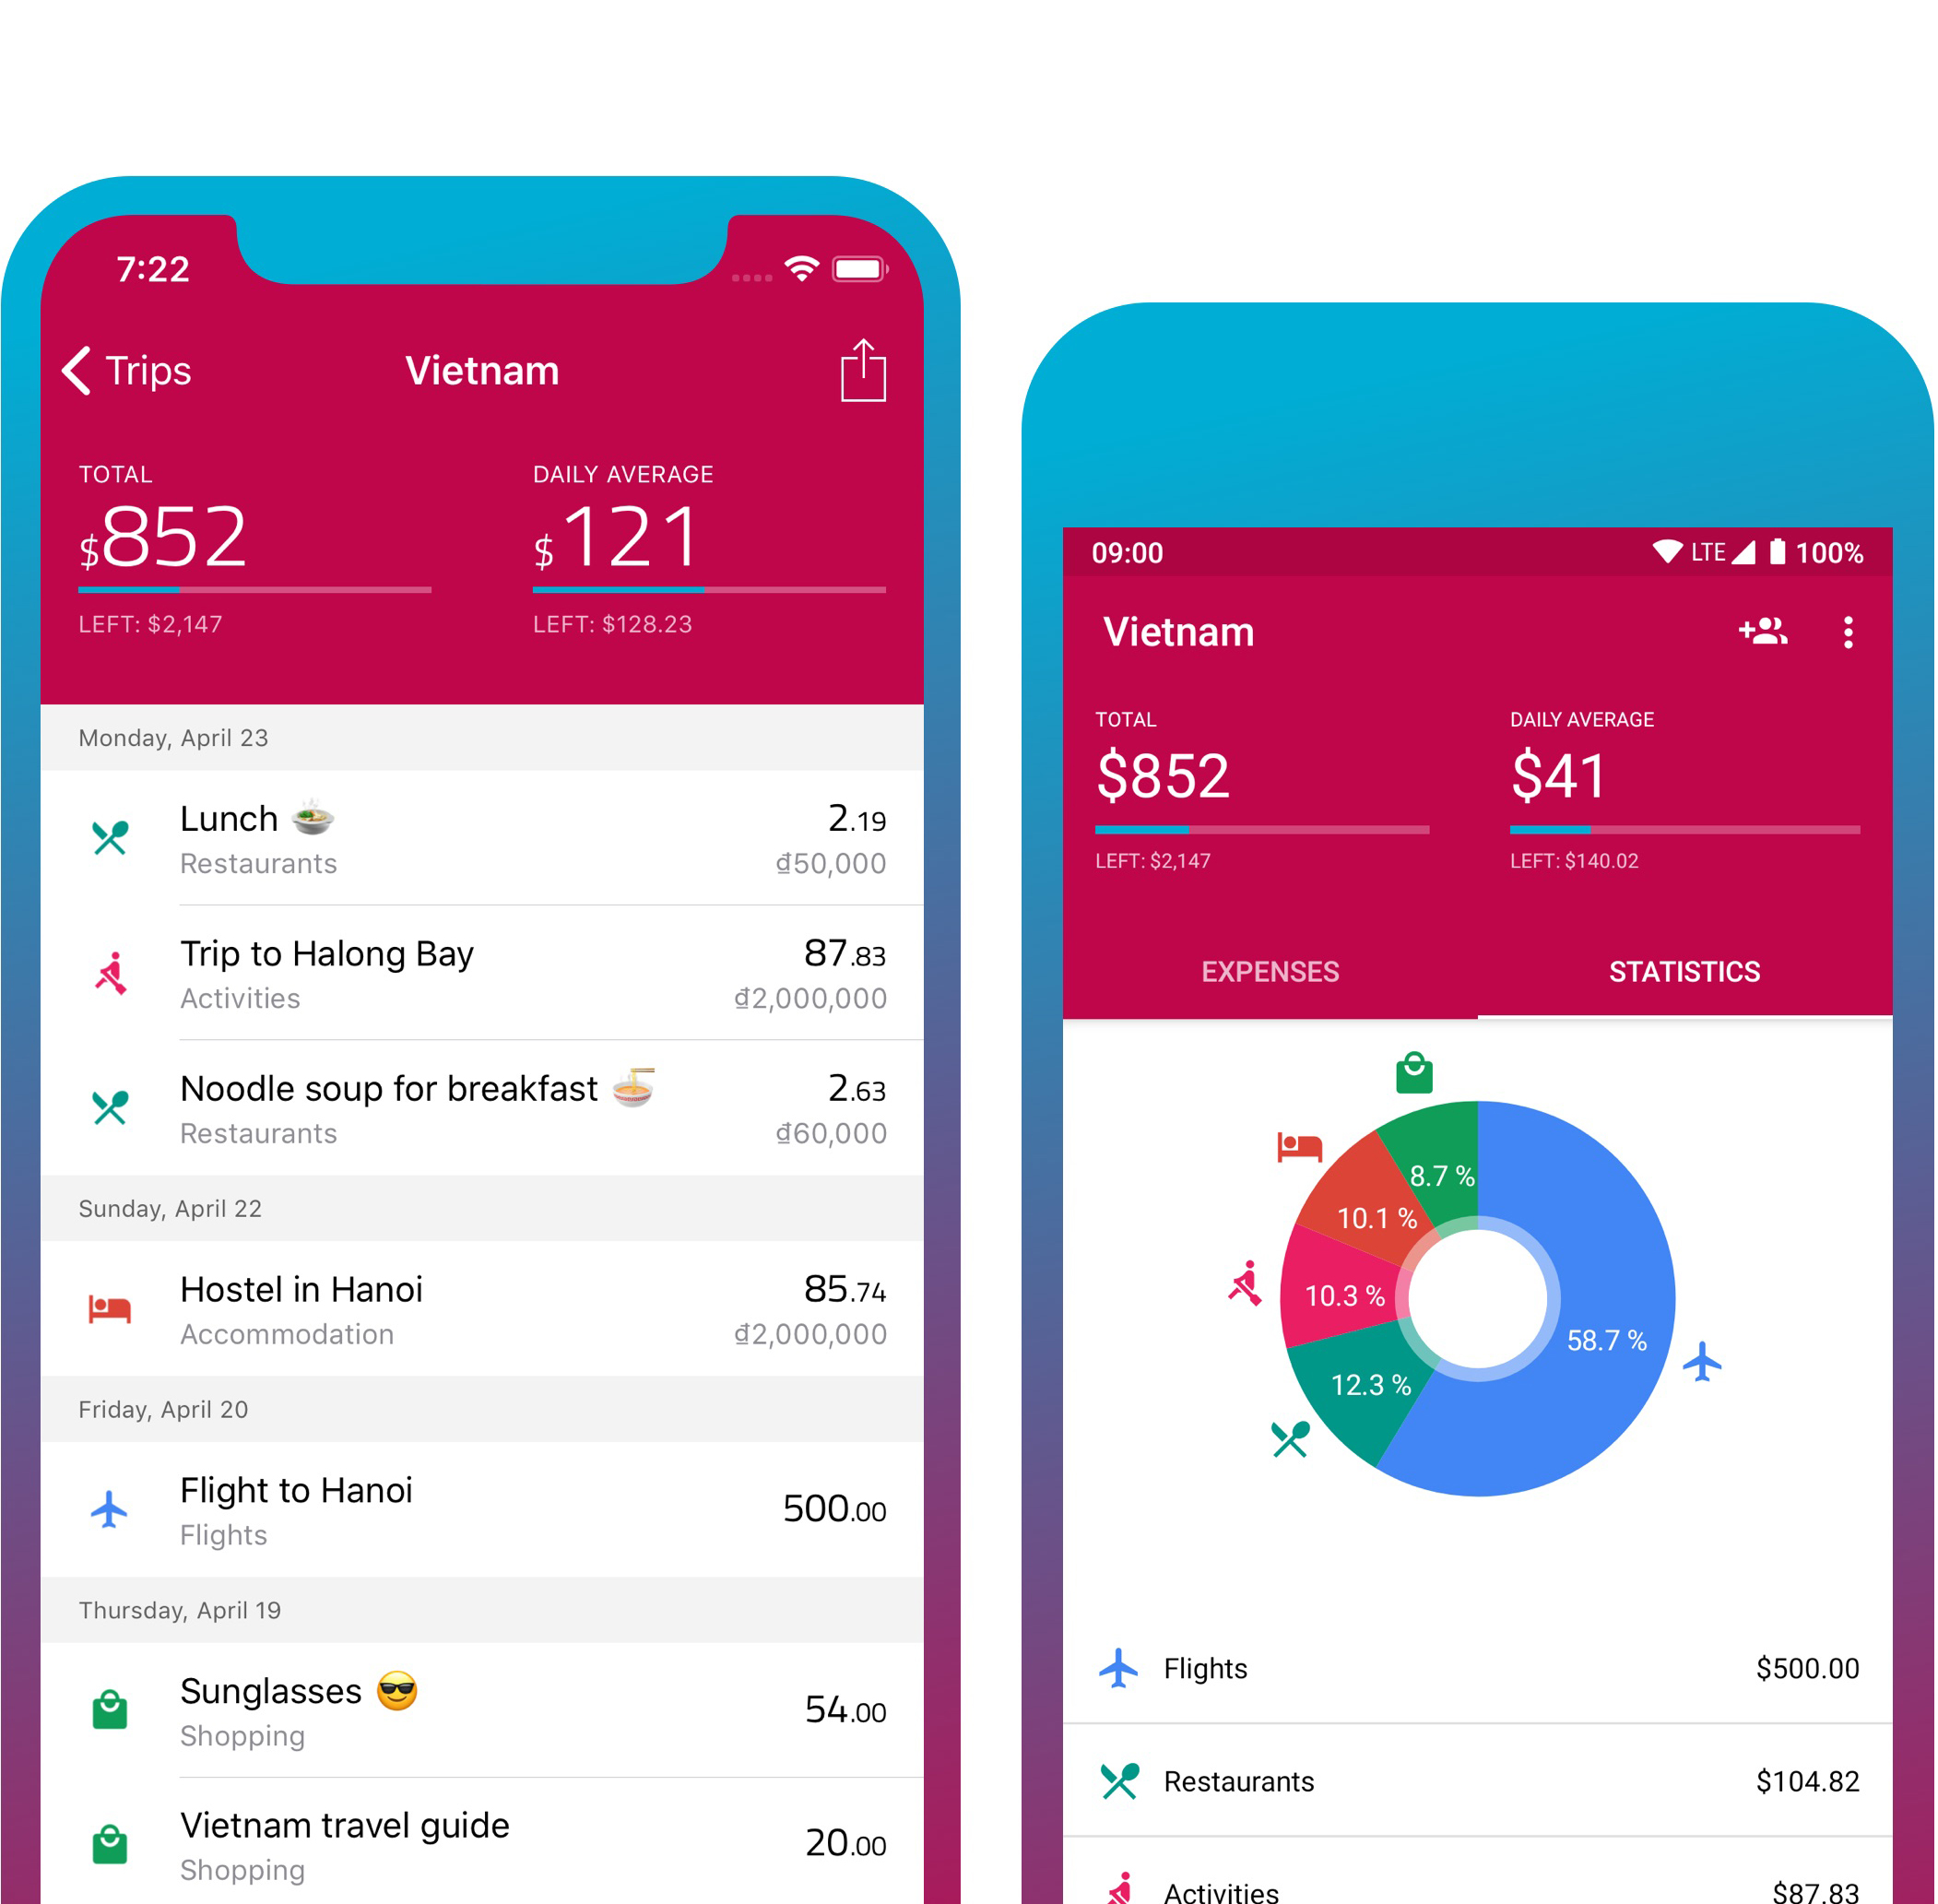 7:22
Trips
Vietnam
TOTAL
DAILY AVERAGE
$852
$121
LEFT: $2,147
LEFT: $128.23
Monday, April 23
Lunch 🍲
2.19
Restaurants
₫50,000
Trip to Halong Bay
87.83
Activities
₫2,000,000
Noodle soup for breakfast 🍜
2.63
Restaurants
₫60,000
Sunday, April 22
Hostel in Hanoi
85.74
Accommodation
₫2,000,000
Friday, April 20
Flight to Hanoi
500.00
Flights
Thursday, April 19
Sunglasses 😎
54.00
Shopping
Vietnam travel guide
20.00
Shopping
09:00
LTE
100%
Vietnam
TOTAL
DAILY AVERAGE
$852
$41
LEFT: $2,147
LEFT: $140.02
EXPENSES
STATISTICS
8.7 %
10.1 %
10.3 %
58.7 %
12.3 %
Flights
$500.00
Restaurants
$104.82
Activities
$87.83